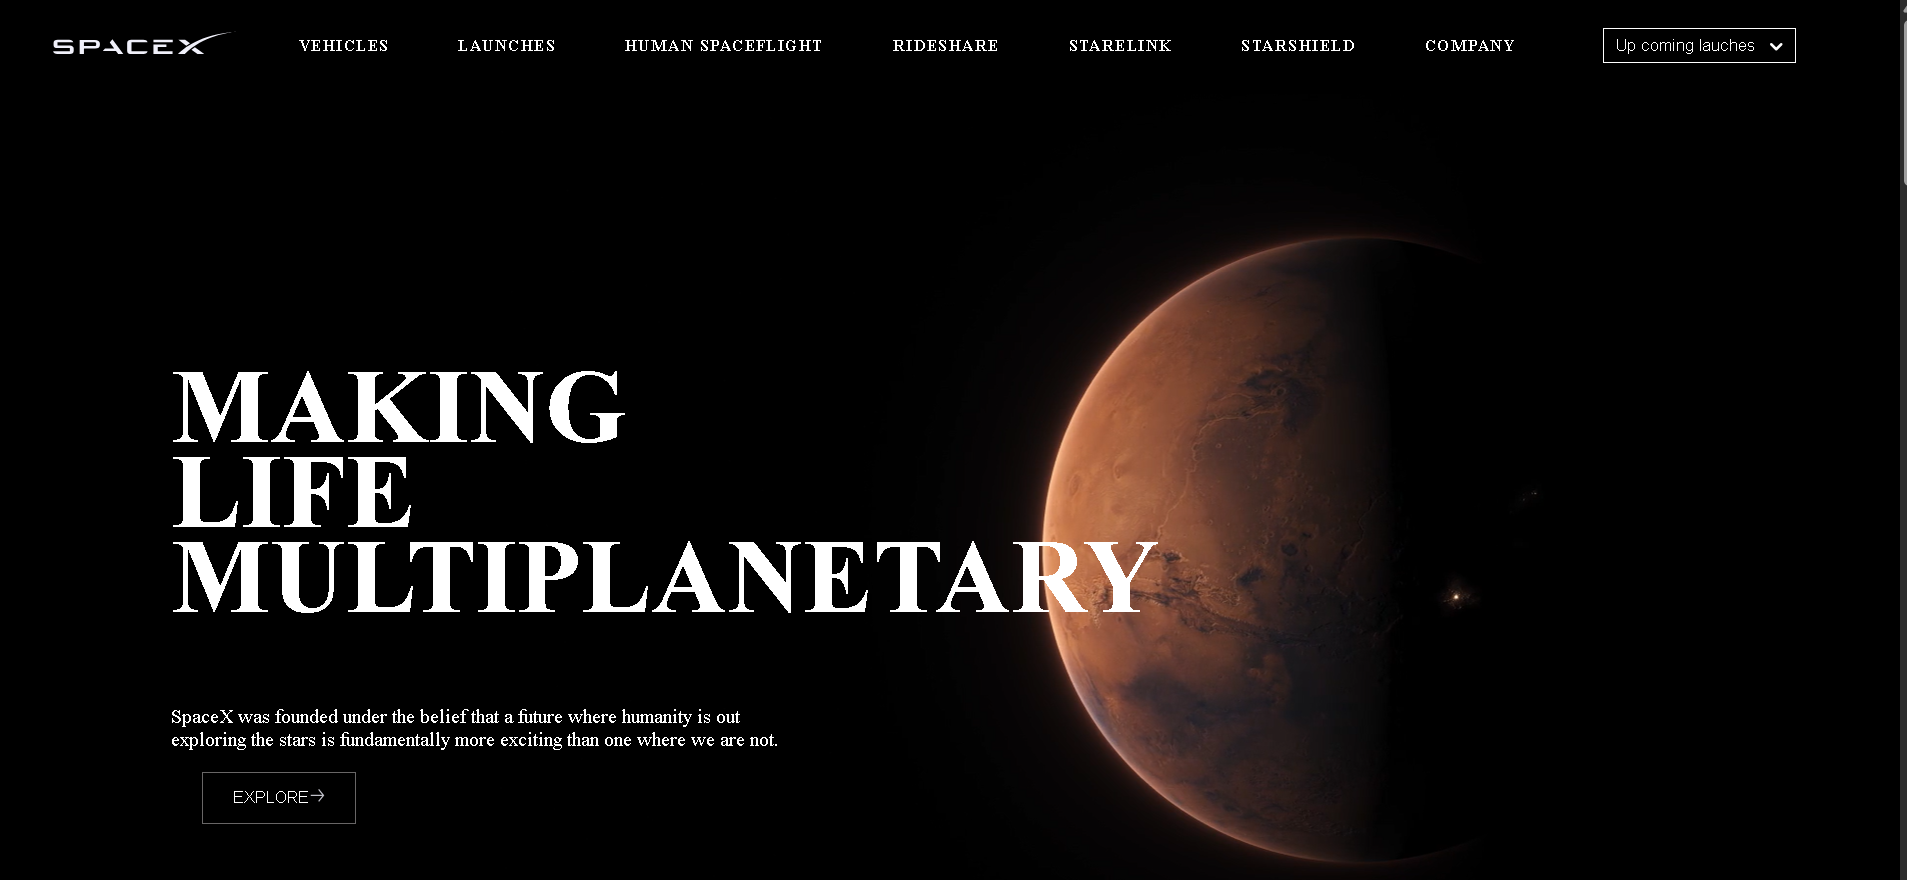 SPACEX
VEHICLES
LAUNCHES
HUMAN SPACEFLIGHT
RIDESHARE
STARELINK
STARSHIELD
COMPANY
Up coming lauches
MAKING
LIFE
MULTIPLANETARY
SpaceX was founded under the belief that a future where humanity is out
exploring the stars is fundamentally more exciting than one where we are not.
EXPLORE→